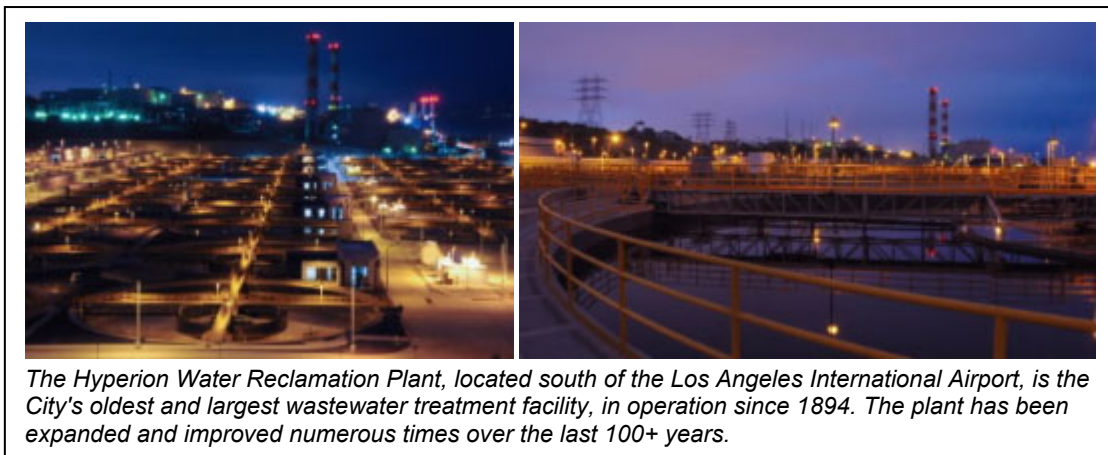 The Hyperion Water Reclamation Plant, located south of the Los Angeles International Airport, is the
City's oldest and largest wastewater treatment facility, in operation since 1894. The plant has been
expanded and improved numerous times over the last 100+ years.